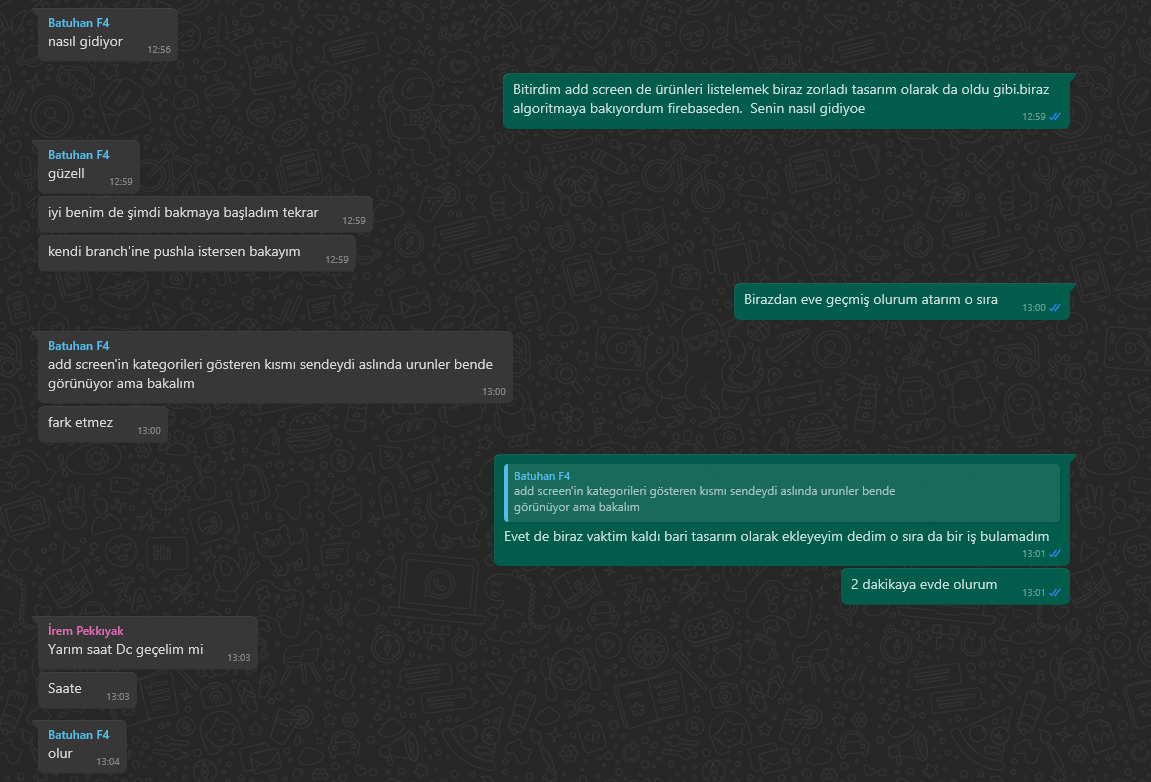 Batuhan F4
nasıl gidiyor
12:56
Bitirdim add screen de ürünleri listelemek biraz zorladı tasarım olarak da oldu gibi.biraz
algoritmaya bakıyordum firebaseden.  Senin nasıl gidiyoe
12:59
Batuhan F4
güzell
12:59
iyi benim de şimdi bakmaya başladım tekrar
12:59
kendi branch'ine pushla istersen bakayım
12:59
Birazdan eve geçmiş olurum atarım o sıra
13:00
Batuhan F4
add screen'in kategorileri gösteren kısmı sendeydi aslında urunler bende
görünüyor ama bakalım
13:00
fark etmez
13:00
Batuhan F4
add screen'in kategorileri gösteren kısmı sendeydi aslında urunler bende
görünüyor ama bakalım
Evet de biraz vaktim kaldı bari tasarım olarak ekleyeyim dedim o sıra da bir iş bulamadım
13:01
2 dakikaya evde olurum
13:01
İrem Pekkıyak
Yarım saat Dc geçelim mi
13:03
Saate
13:03
Batuhan F4
olur
13:04